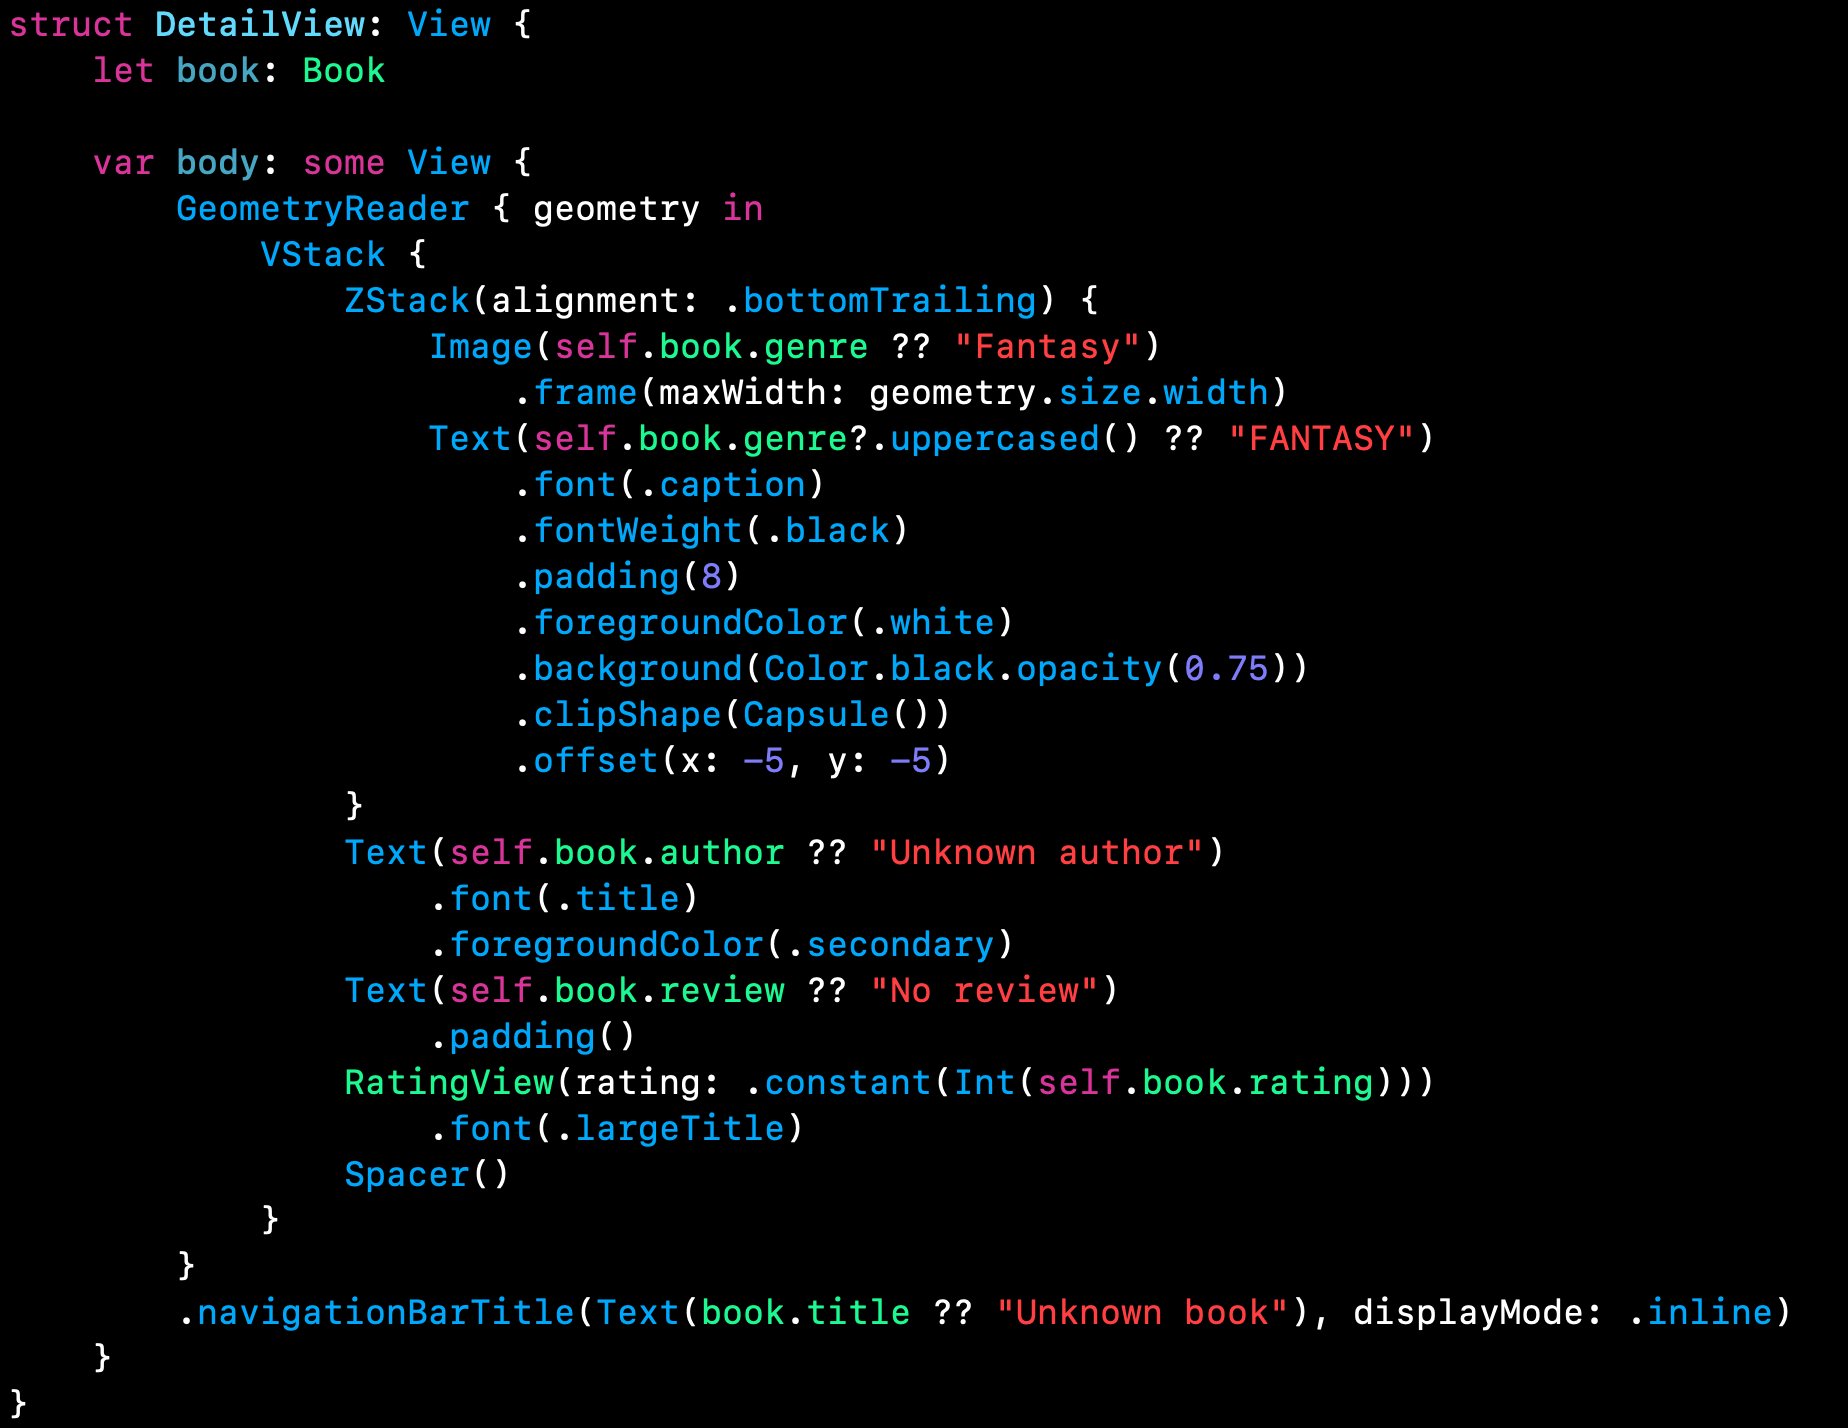 struct DetailView: View {
    let book: Book

    var body: some View {
        GeometryReader { geometry in
            VStack {
                ZStack(alignment: .bottomTrailing) {
                    Image(self.book.genre ?? "Fantasy")
                        .frame(maxWidth: geometry.size.width)
                    Text(self.book.genre?.uppercased() ?? "FANTASY")
                        .font(.caption)
                        .fontWeight(.black)
                        .padding(8)
                        .foregroundColor(.white)
                        .background(Color.black.opacity(0.75))
                        .clipShape(Capsule())
                        .offset(x: -5, y: -5)
                }
                Text(self.book.author ?? "Unknown author")
                    .font(.title)
                    .foregroundColor(.secondary)
                Text(self.book.review ?? "No review")
                    .padding()
                RatingView(rating: .constant(Int(self.book.rating)))
                    .font(.largeTitle)
                Spacer()
            }
        }
        .navigationBarTitle(Text(book.title ?? "Unknown book"), displayMode: .inline)
    }
}